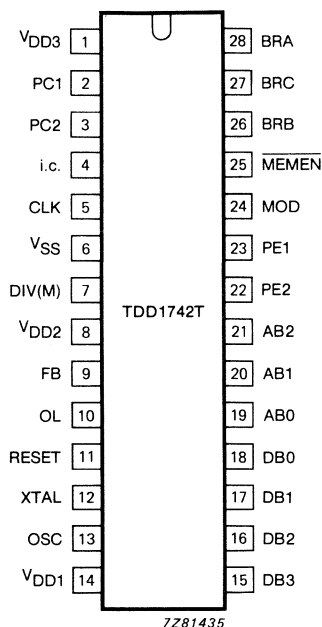 VDD3 1 28 BRA
PC1 2 27 BRC
PC2 3 26 BRB
i.c. 4 25 MEMEN
CLK 5 24 MOD
VSS 6 23 PE1
DIV(M) 7 22 PE2
TDD1742T
VDD2 8 21 AB2
FB 9 20 AB1
OL 10 19 AB0
RESET 11 18 DB0
XTAL 12 17 DB1
OSC 13 16 DB2
VDD1 14 15 DB3
7Z81435